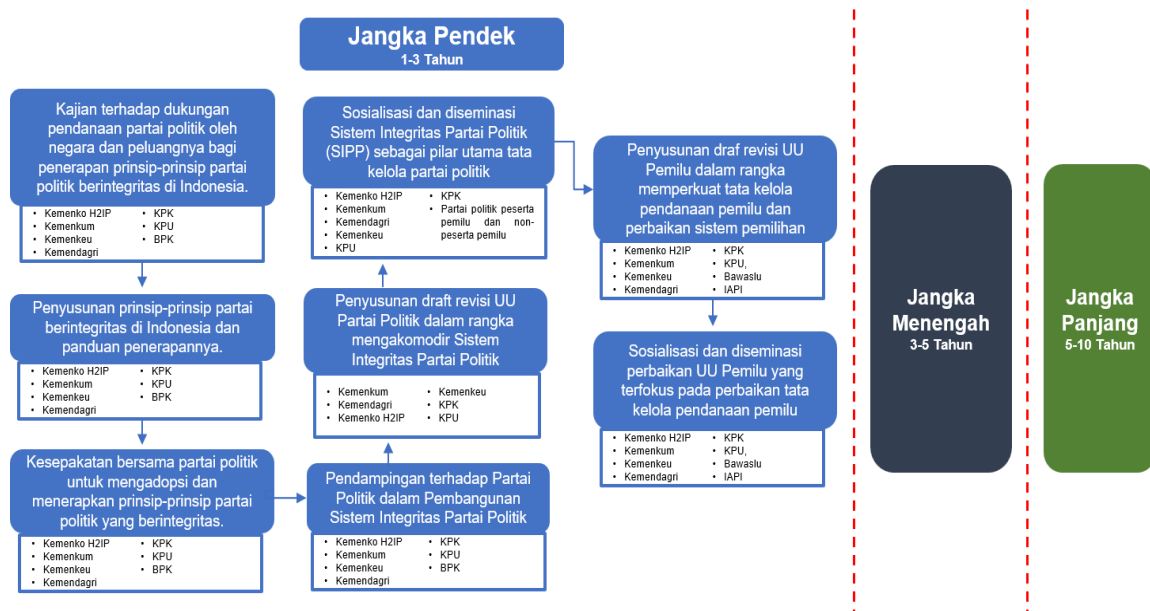 Jangka Pendek
1-3 Tahun
Kajian terhadap dukungan
pendanaan partai politik oleh
negara dan peluangnya bagi
penerapan prinsip-prinsip partai
politik berintegritas di Indonesia.
• Kemenko H2IP
• Kemenkum
• Kemenkeu
• Kemendagri
• KPK
• KPU
• BPK
Penyusunan prinsip-prinsip partai
berintegritas di Indonesia dan
panduan penerapannya.
• Kemenko H2IP
• Kemenkum
• Kemenkeu
• Kemendagri
• KPK
• KPU
• BPK
Kesepakatan bersama partai politik
untuk mengadopsi dan
menerapkan prinsip-prinsip partai
politik yang berintegritas.
• Kemenko H2IP
• Kemenkum
• Kemenkeu
• Kemendagri
• KPK
• KPU
• BPK
Pendampingan terhadap Partai
Politik dalam Pembangunan
Sistem Integritas Partai Politik
• Kemenko H2IP
• Kemenkum
• Kemenkeu
• Kemendagri
• KPK
• KPU
• BPK
Penyusunan draft revisi UU
Partai Politik dalam rangka
mengakomodir Sistem
Integritas Partai Politik
• Kemenkum
• Kemendagri
• Kemenko H2IP
• Kemenkeu
• KPK
• KPU
Sosialisasi dan diseminasi
Sistem Integritas Partai Politik
(SIPP) sebagai pilar utama tata
kelola partai politik
• Kemenko H2IP
• Kemenkum
• Kemendagri
• Kemenkeu
• KPU
• KPK
• Partai politik peserta
pemilu dan non-
peserta pemilu
Penyusunan draf revisi UU
Pemilu dalam rangka
memperkuat tata kelola
pendanaan pemilu dan
perbaikan sistem pemilihan
• Kemenko H2IP
• Kemenkum
• Kemenkeu
• Kemendagri
• KPK
• KPU,
• Bawaslu
• IAPI
Sosialisasi dan diseminasi
perbaikan UU Pemilu yang
terfokus pada perbaikan tata
kelola pendanaan pemilu
• Kemenko H2IP
• Kemenkum
• Kemenkeu
• Kemendagri
• KPK
• KPU,
• Bawaslu
• IAPI
Jangka
Menengah
3-5 Tahun
Jangka
Panjang
5-10 Tahun